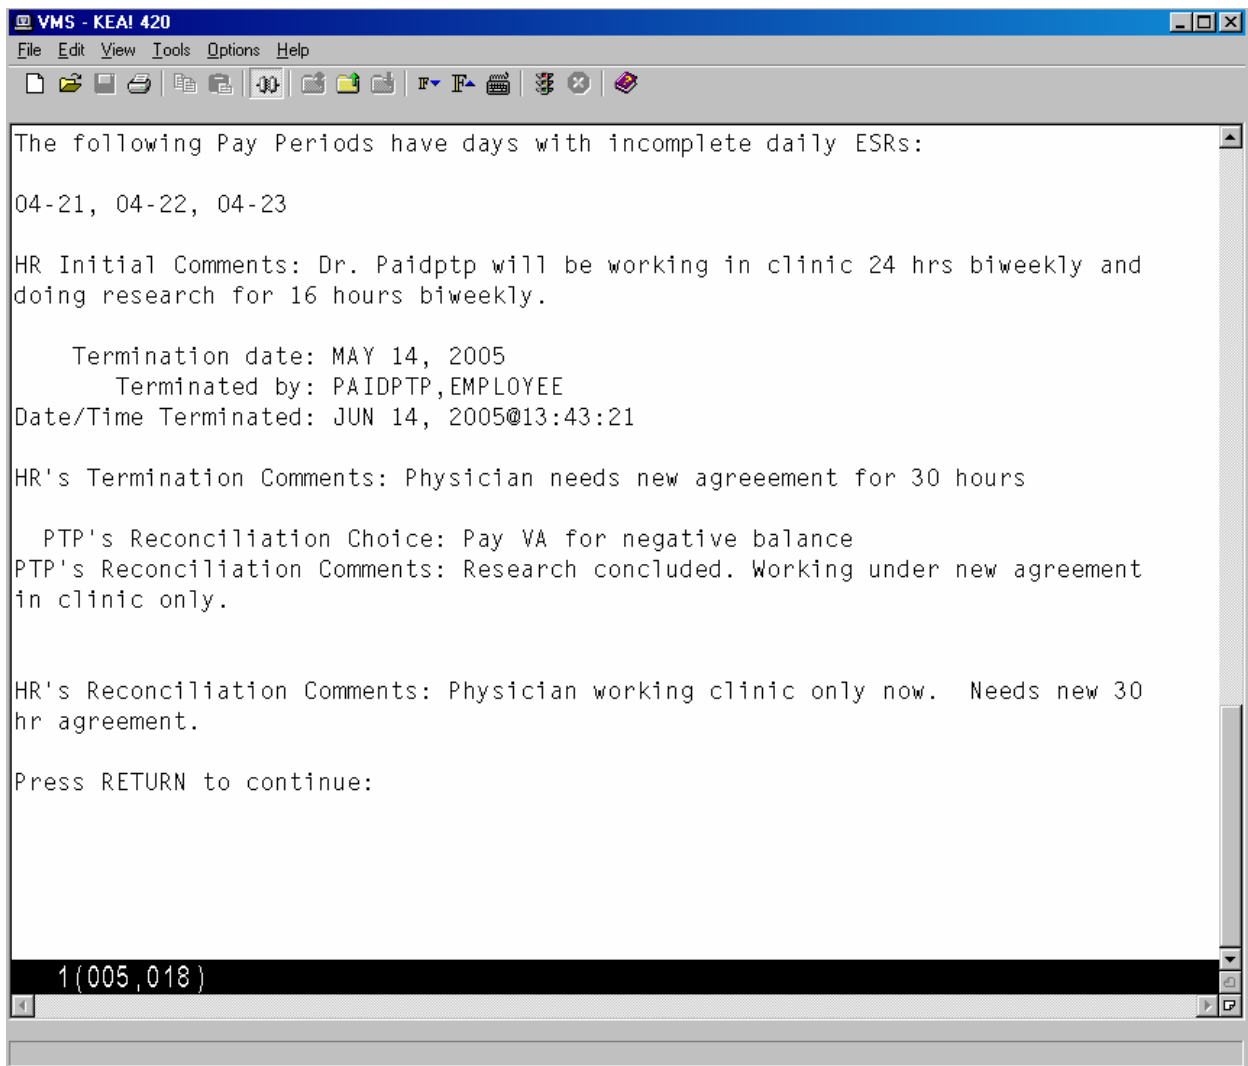 VMS - KEA! 420
File Edit View Tools Options Help
The following Pay Periods have days with incomplete daily ESRs:
04-21, 04-22, 04-23
HR Initial Comments: Dr. Paidptp will be working in clinic 24 hrs biweekly and
doing research for 16 hours biweekly.
Termination date: MAY 14, 2005
Terminated by: PAIDPTP,EMPLOYEE
Date/Time Terminated: JUN 14, 2005@13:43:21
HR's Termination Comments: Physician needs new agreeement for 30 hours
PTP's Reconciliation Choice: Pay VA for negative balance
PTP's Reconciliation Comments: Research concluded. Working under new agreement
in clinic only.
HR's Reconciliation Comments: Physician working clinic only now.  Needs new 30
hr agreement.
Press RETURN to continue:
1(005,018)